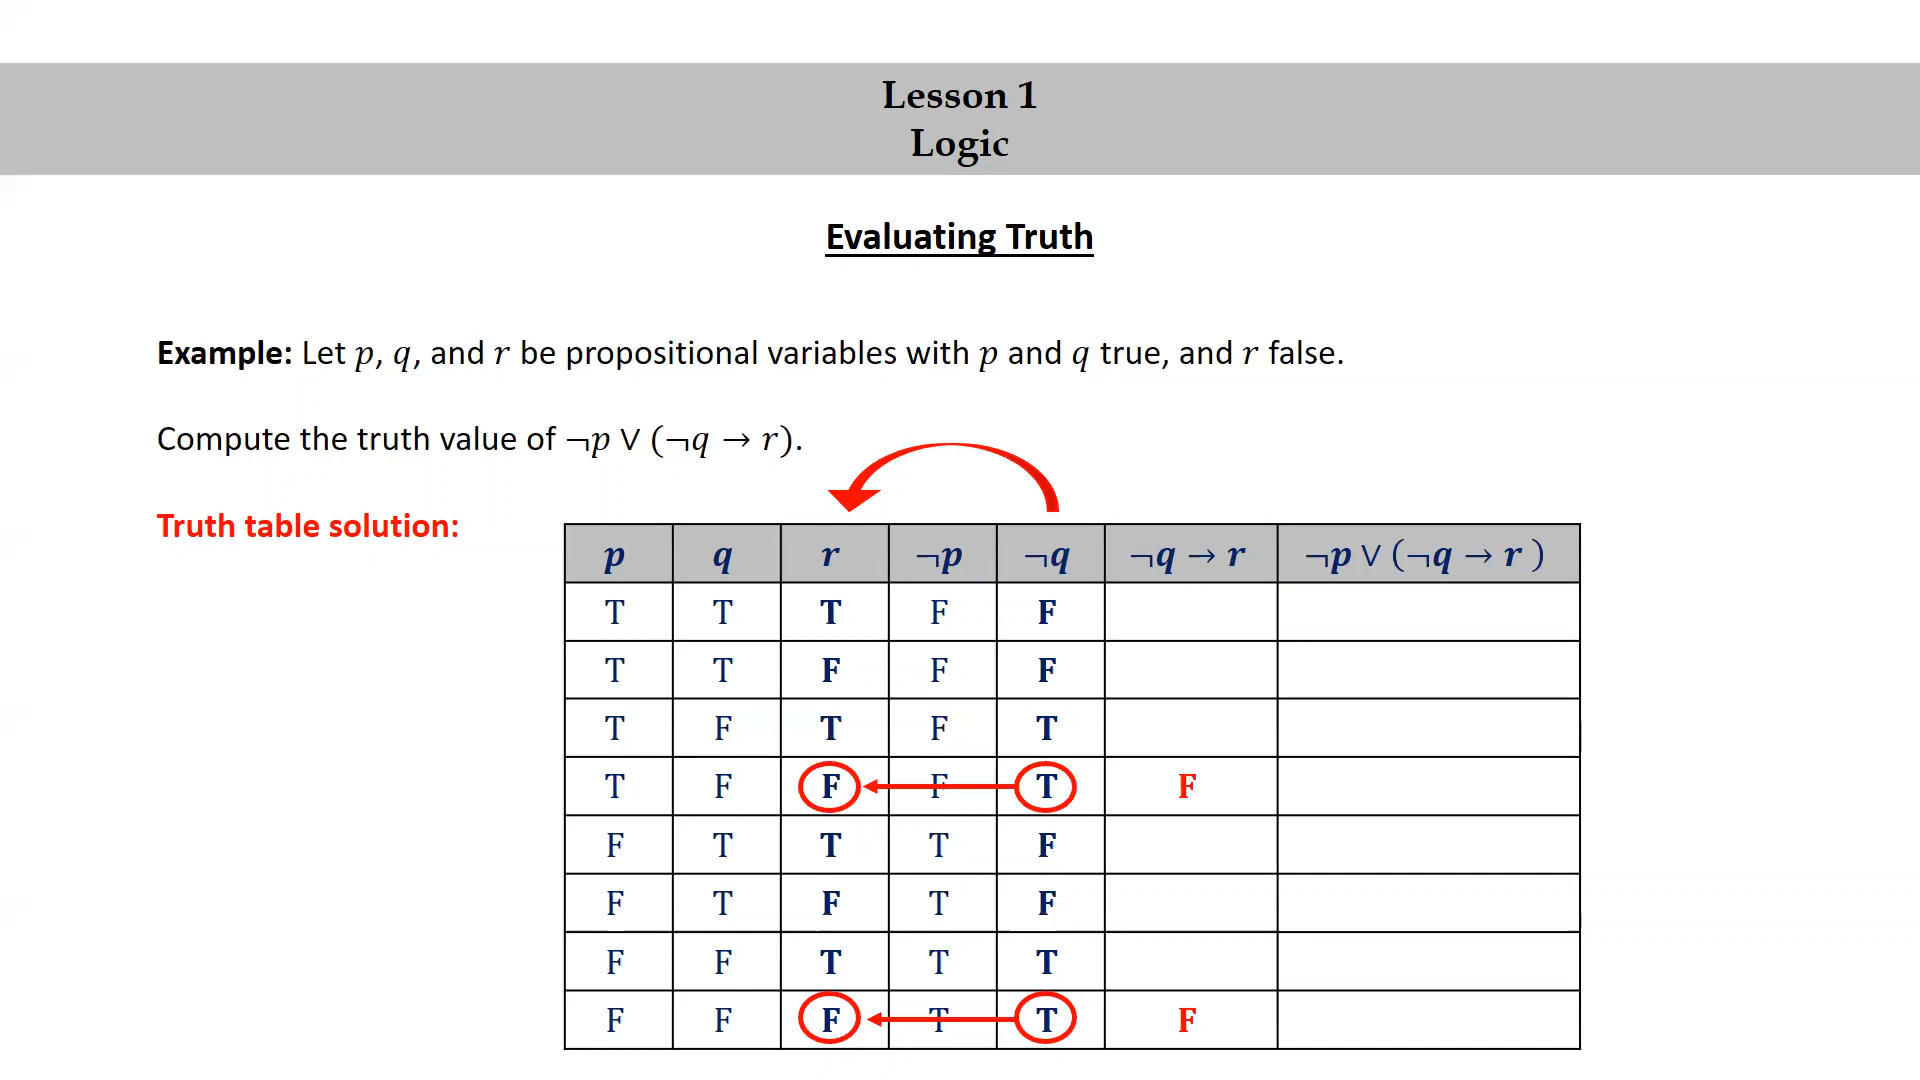 Lesson 1
Logic
Evaluating Truth
Example: Let p, q, and r be propositional variables with p and q true, and r false.
Compute the truth value of ¬p ∨ (¬q → r).
Truth table solution:
p q r ¬p ¬q ¬q → r ¬p ∨ (¬q → r )
T T T F F
T T F F F
T F T F T
T F F F T F
F T T T F
F T F T F
F F T T T
F F F T T F